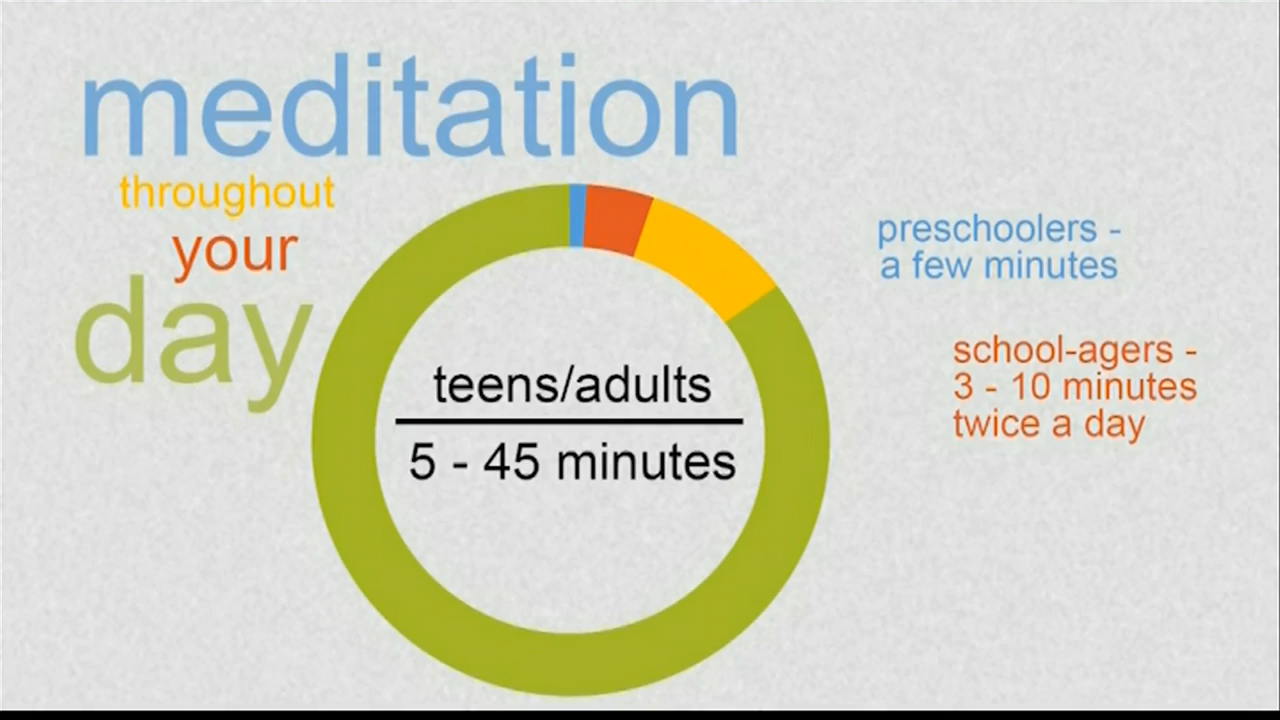 meditation
throughout
your
day
teens/adults
5 - 45 minutes
preschoolers -
a few minutes
school-agers -
3 - 10 minutes
twice a day